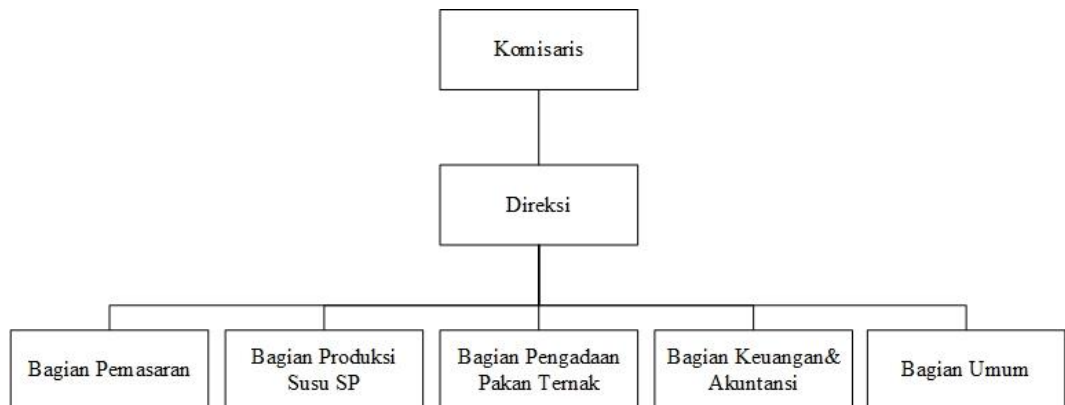 Komisaris
Direksi
Bagian Pemasaran
Bagian Produksi
Susu SP
Bagian Pengadaan
Pakan Ternak
Bagian Keuangan&
Akuntansi
Bagian Umum